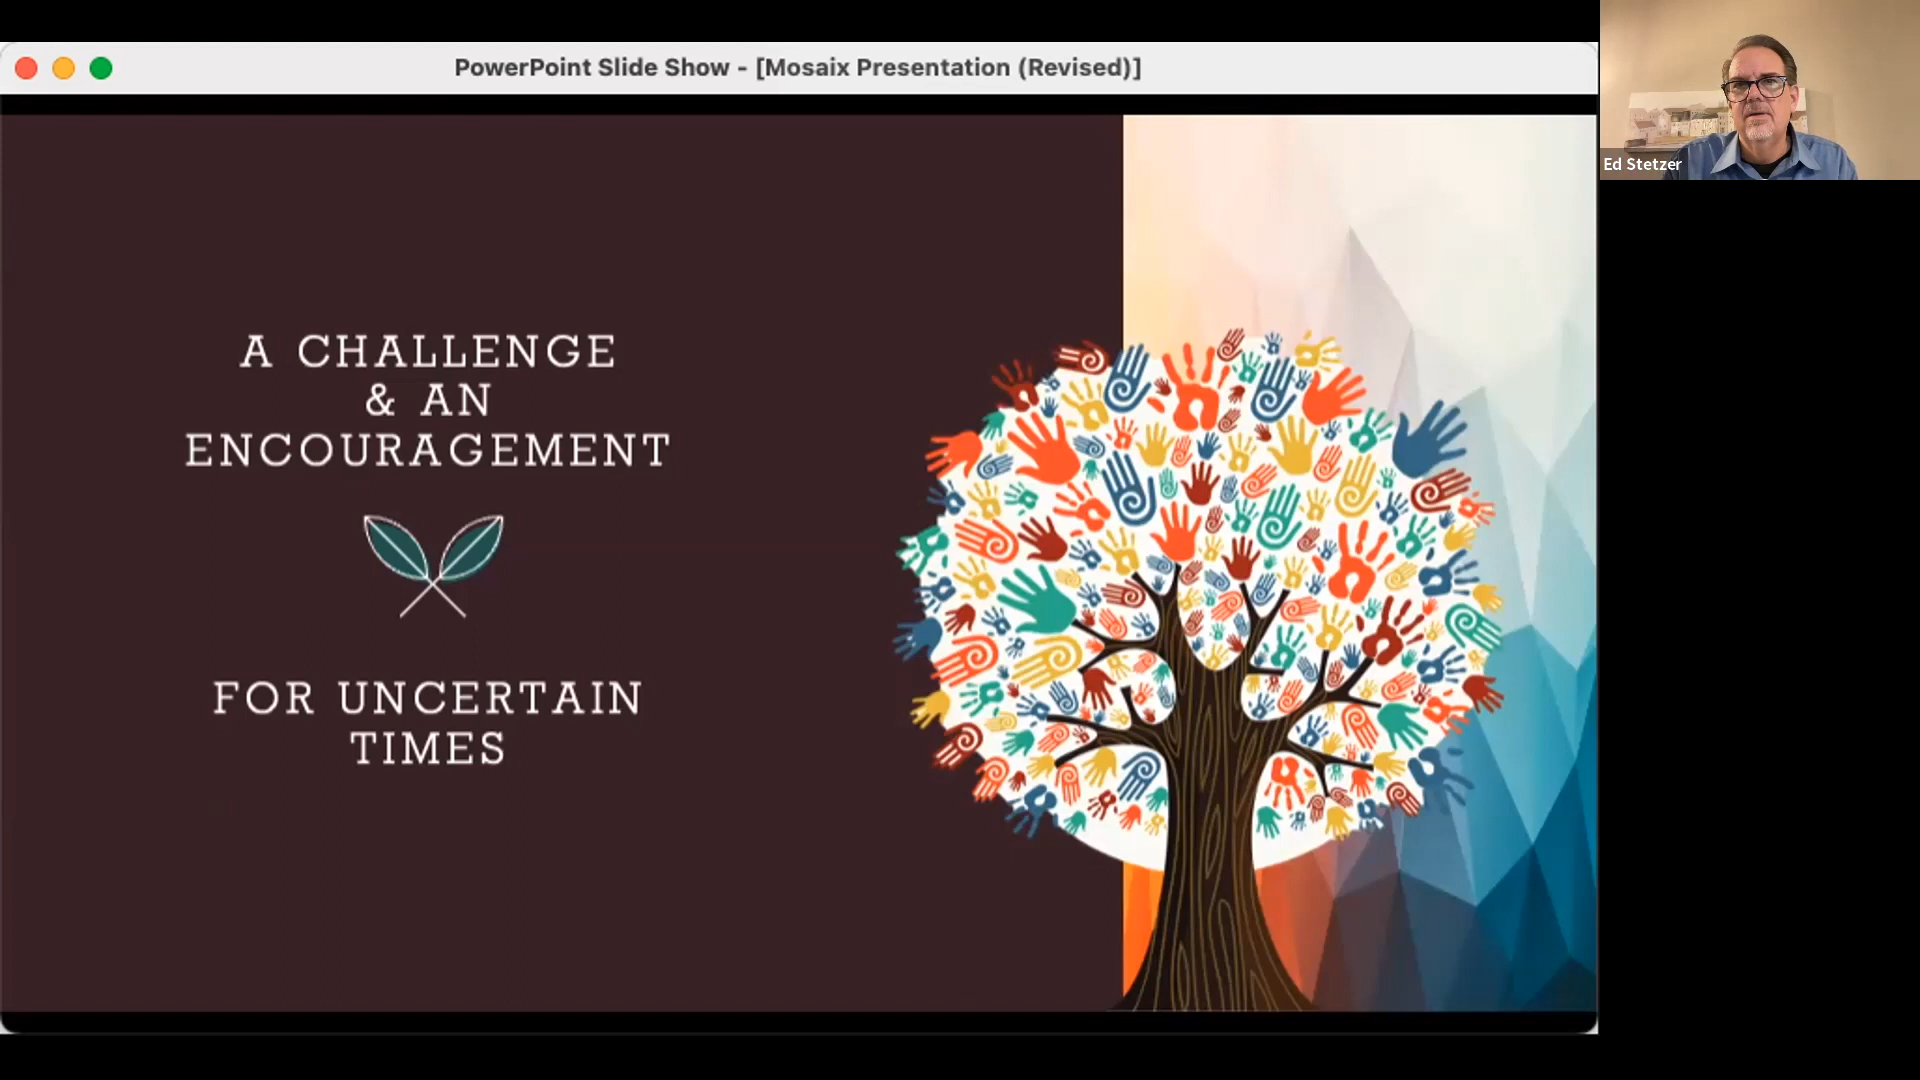 PowerPoint Slide Show - [Mosaix Presentation (Revised)]
Ed Stetzer
A CHALLENGE
& AN
ENCOURAGEMENT
FOR UNCERTAIN
TIMES